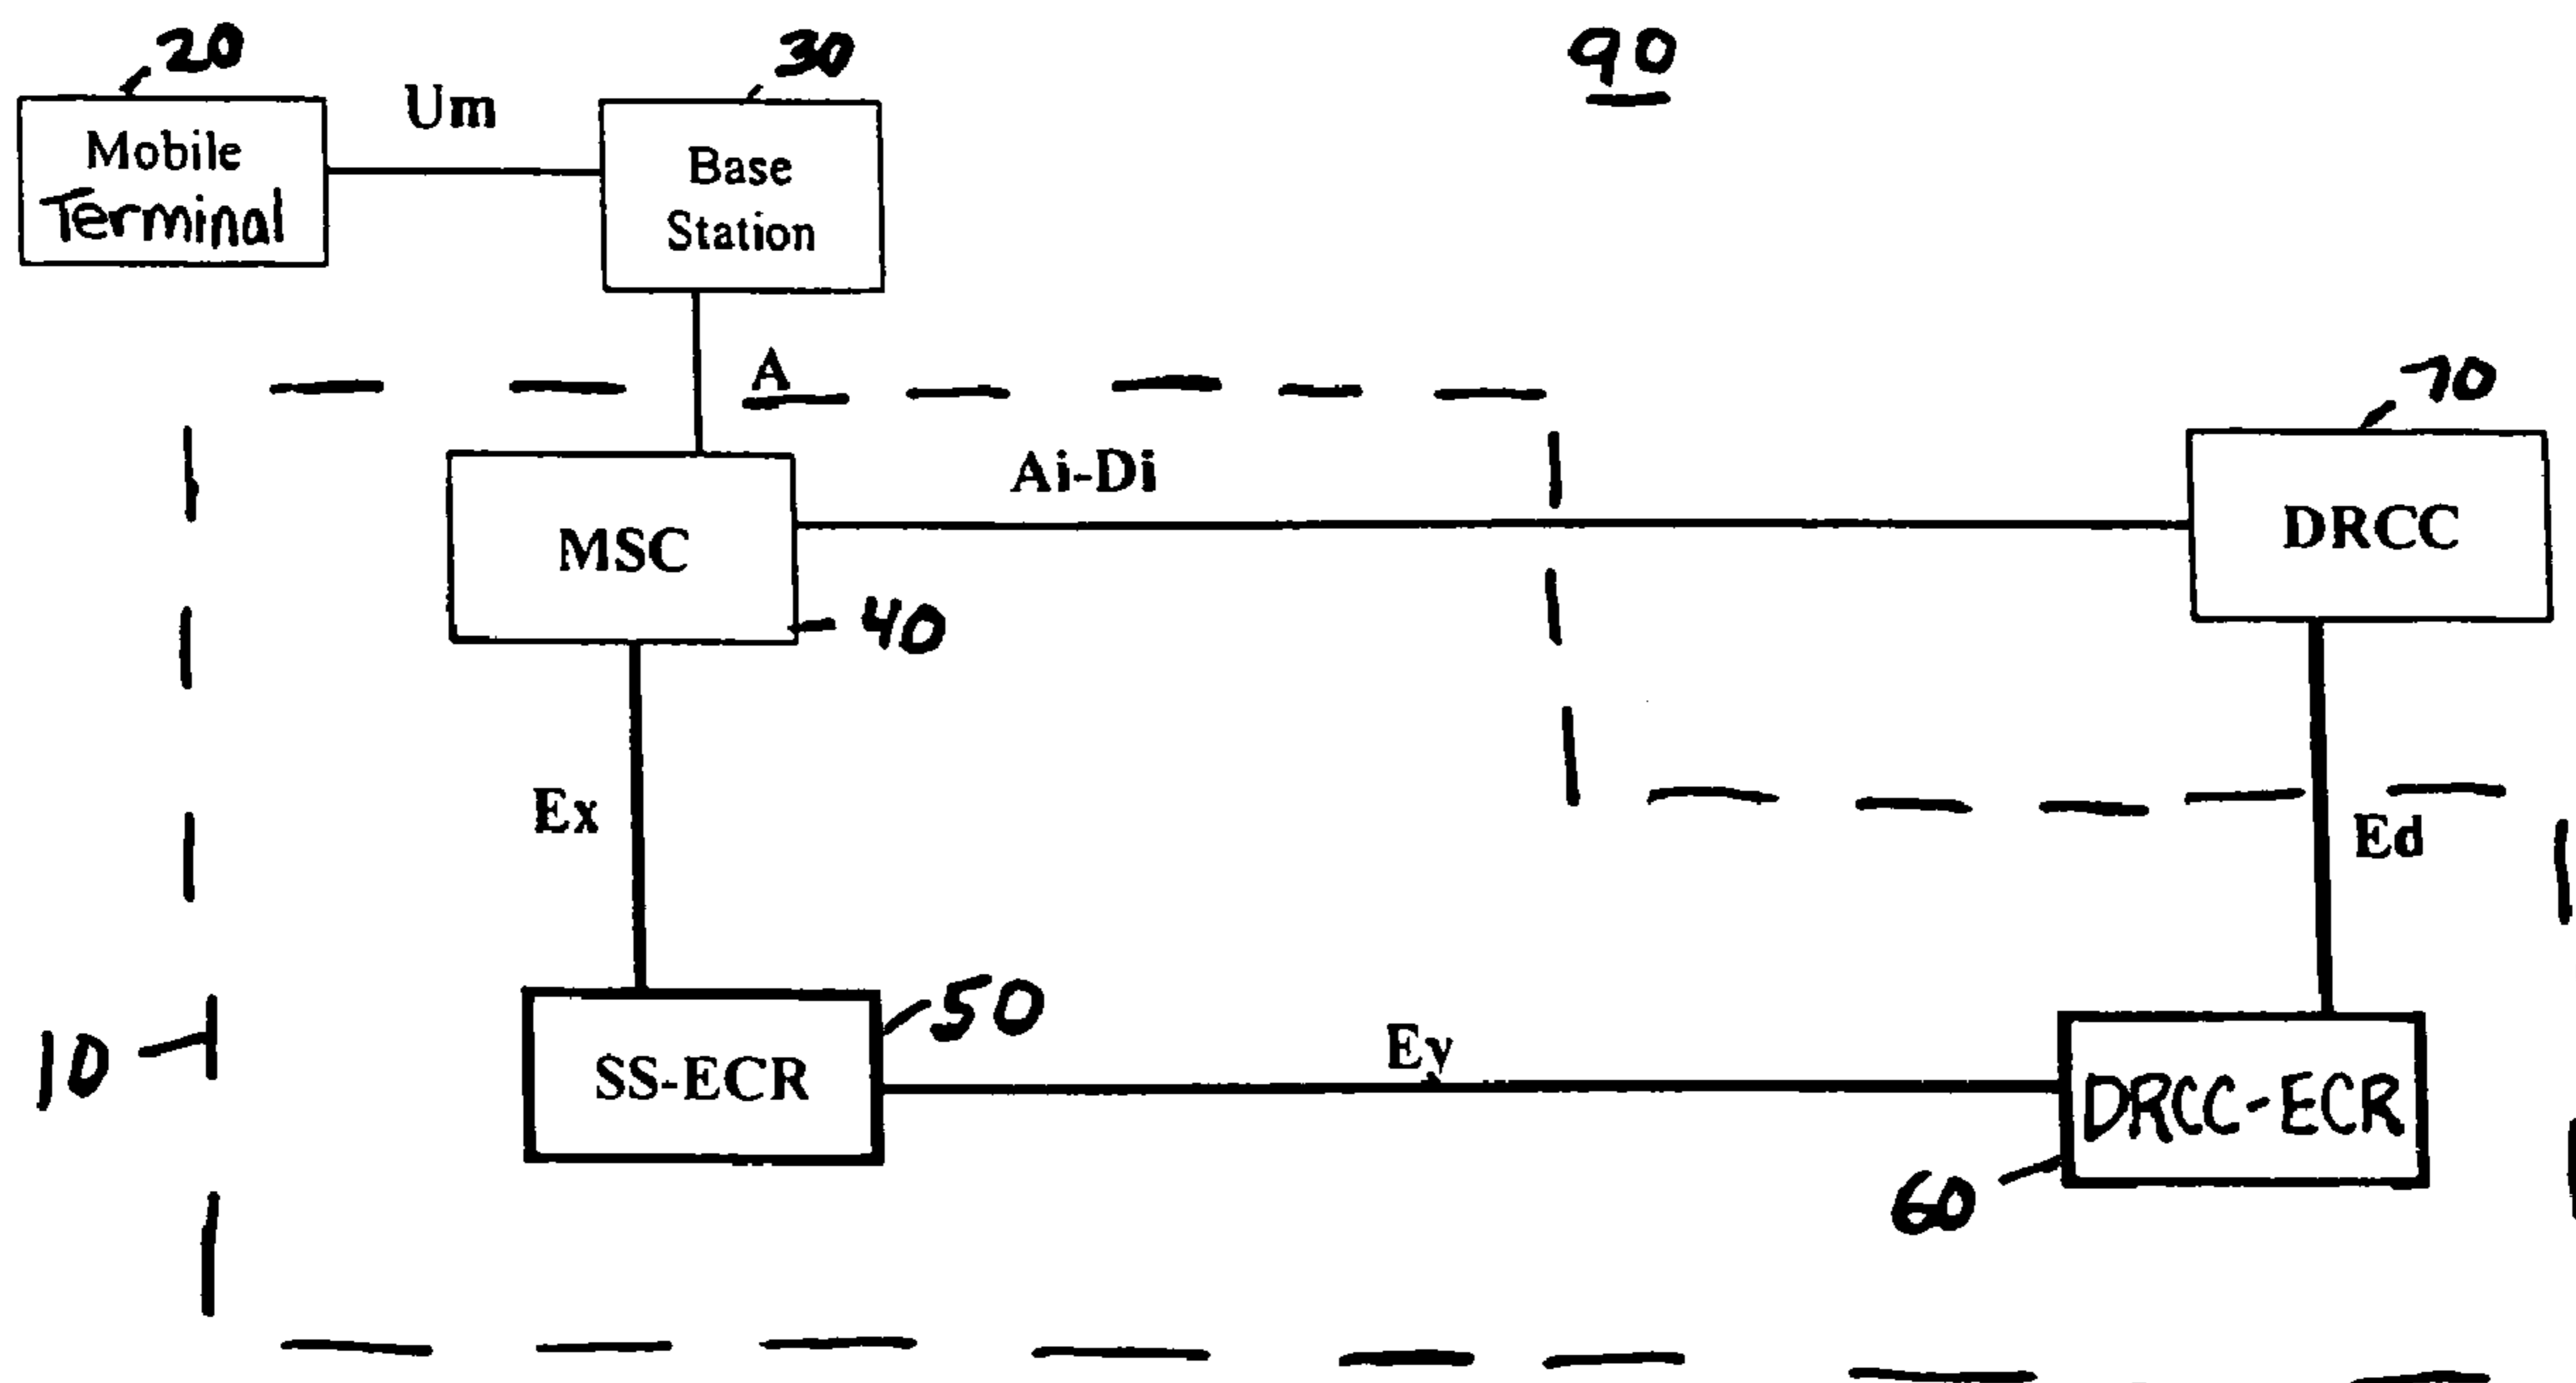 20
30
90
Um
Mobile
Terminal
Base
Station
A
70
Ai-Di
MSC
DRCC
40
Ex
Ed
50
10
SS-ECR
Ey
DRCC-ECR
60